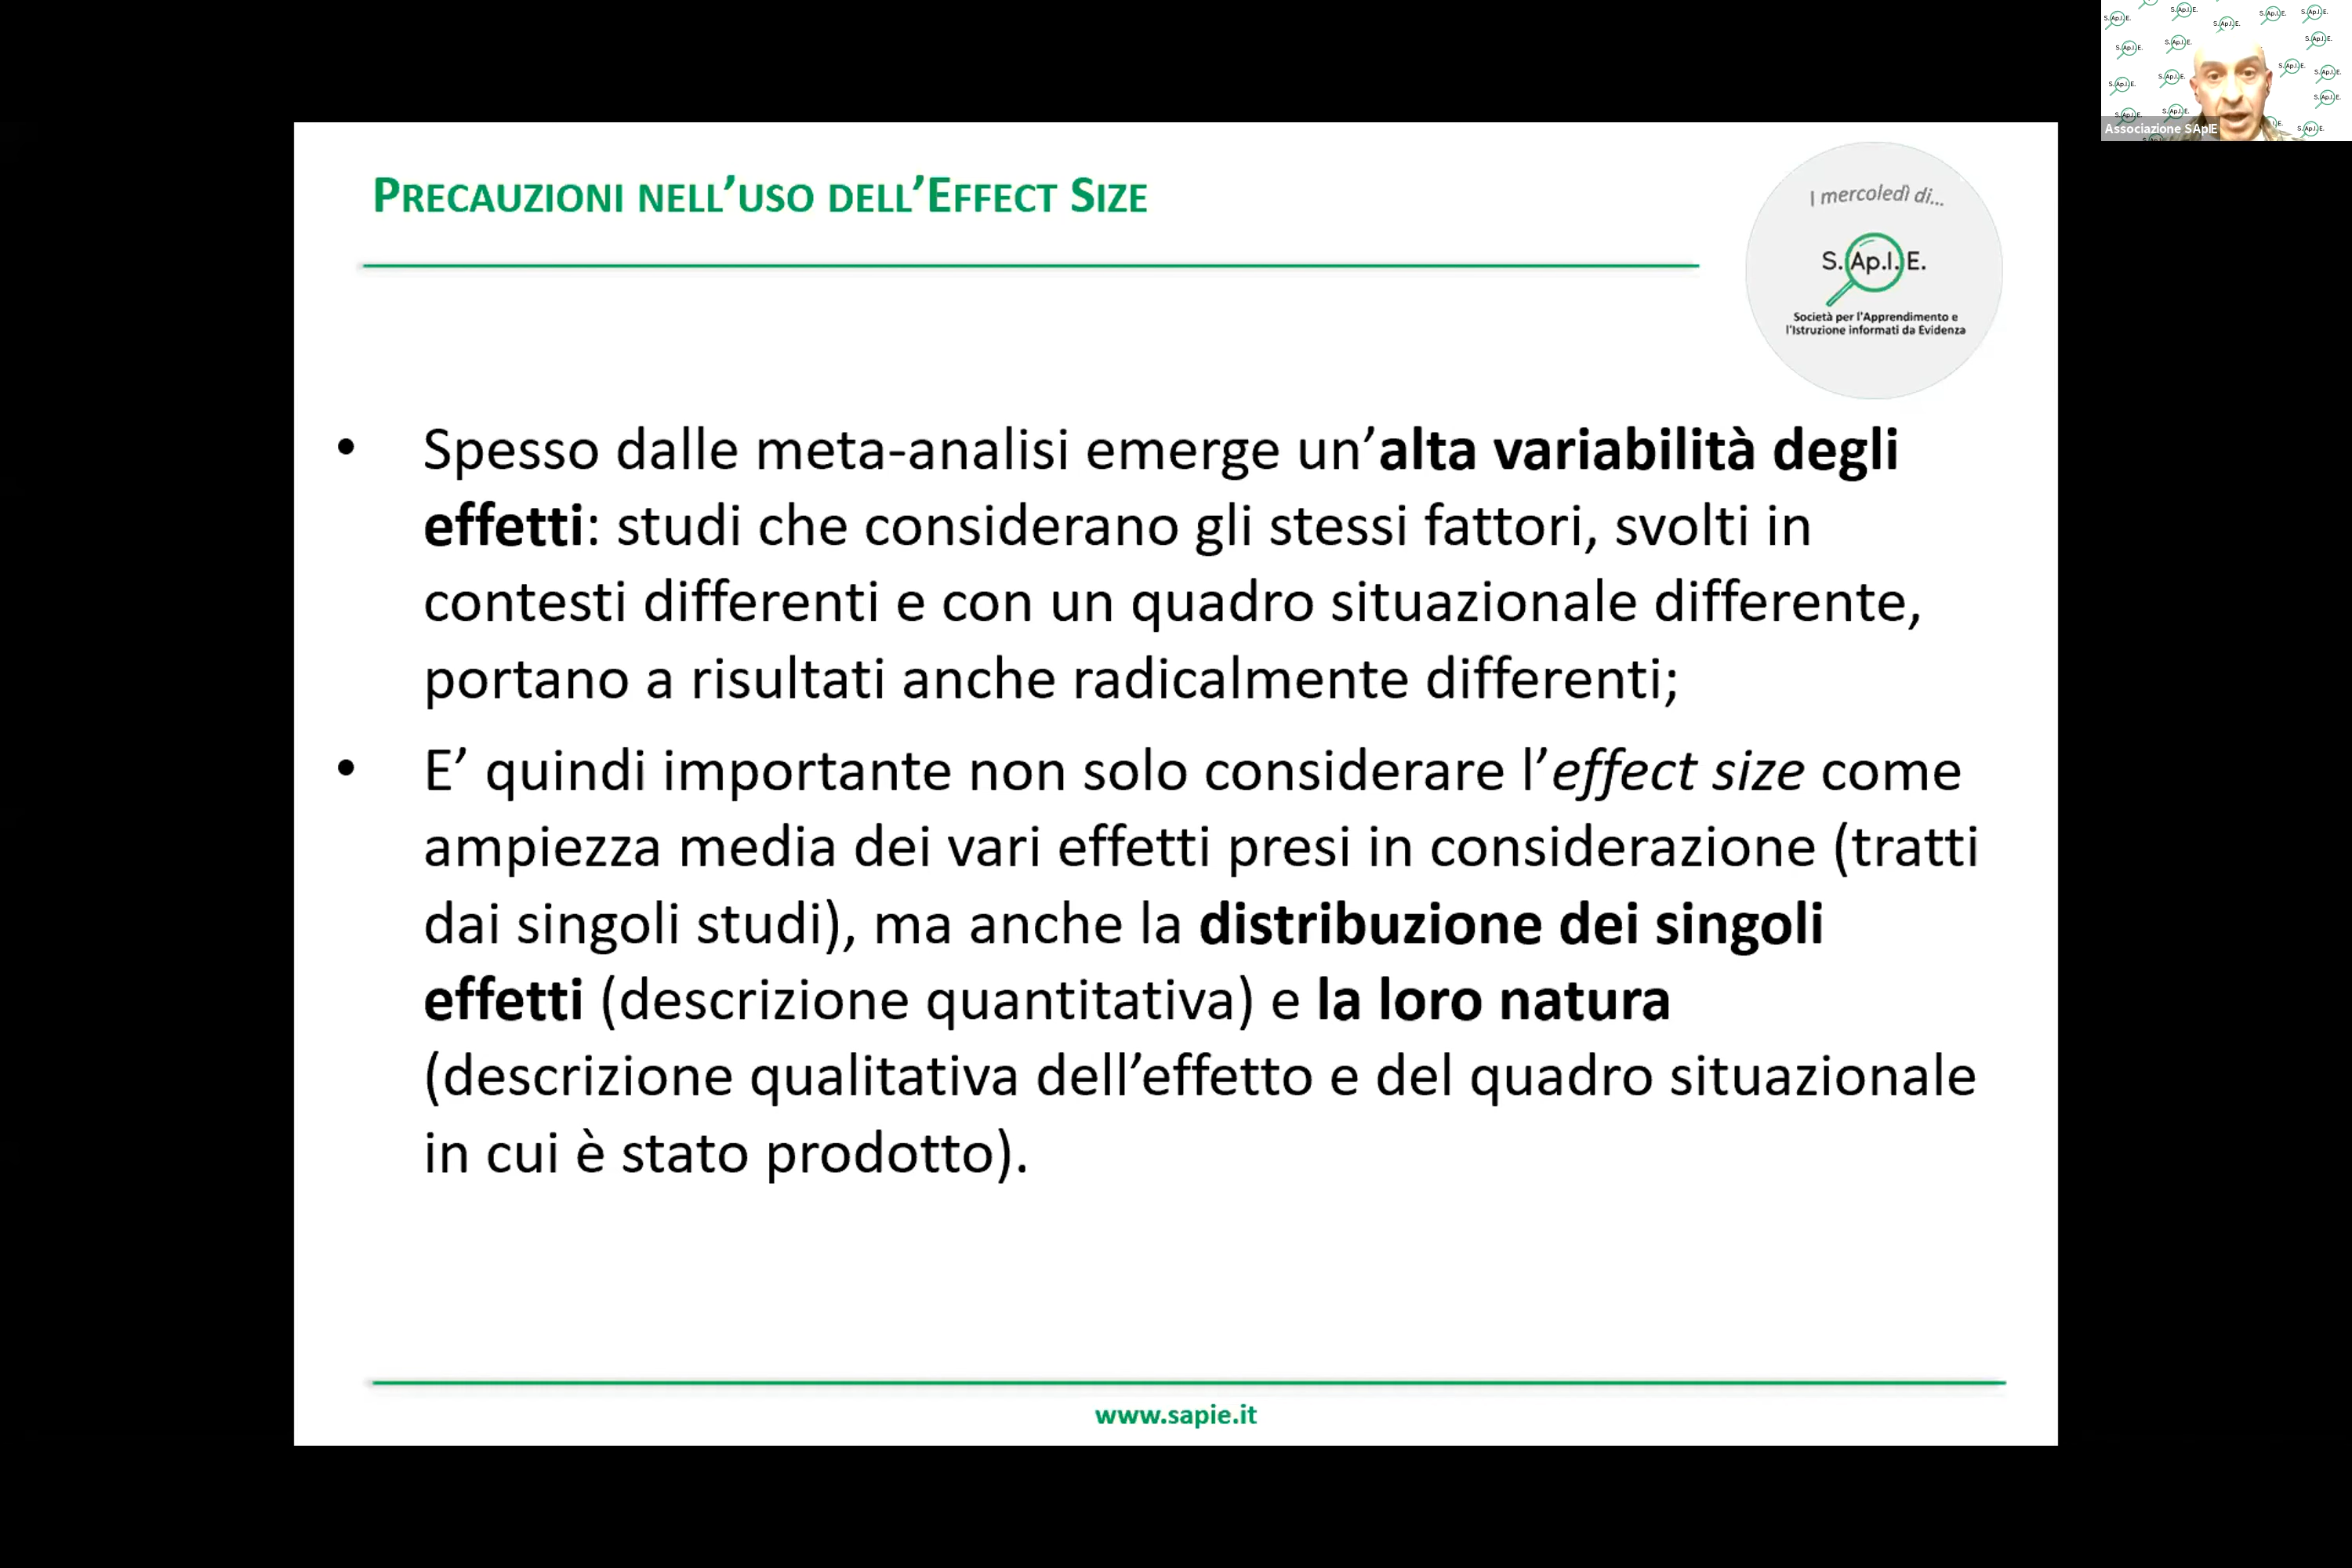 Precauzioni nell’uso dell’Effect Size
I mercoledì di...
S.Ap.I.E.
Società per l'Apprendimento e
l'Istruzione informati da Evidenza
Associazione SApIE
• Spesso dalle meta-analisi emerge un’alta variabilità degli
effetti: studi che considerano gli stessi fattori, svolti in
contesti differenti e con un quadro situazionale differente,
portano a risultati anche radicalmente differenti;
• E’ quindi importante non solo considerare l’effect size come
ampiezza media dei vari effetti presi in considerazione (tratti
dai singoli studi), ma anche la distribuzione dei singoli
effetti (descrizione quantitativa) e la loro natura
(descrizione qualitativa dell’effetto e del quadro situazionale
in cui è stato prodotto).
www.sapie.it